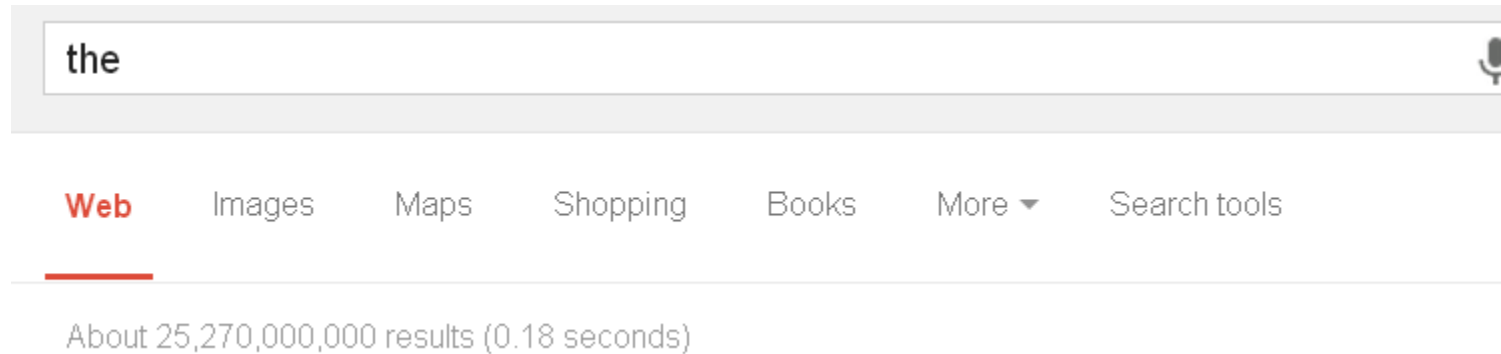 the
Web Images Maps Shopping Books More Search tools
About 25,270,000,000 results (0.18 seconds)